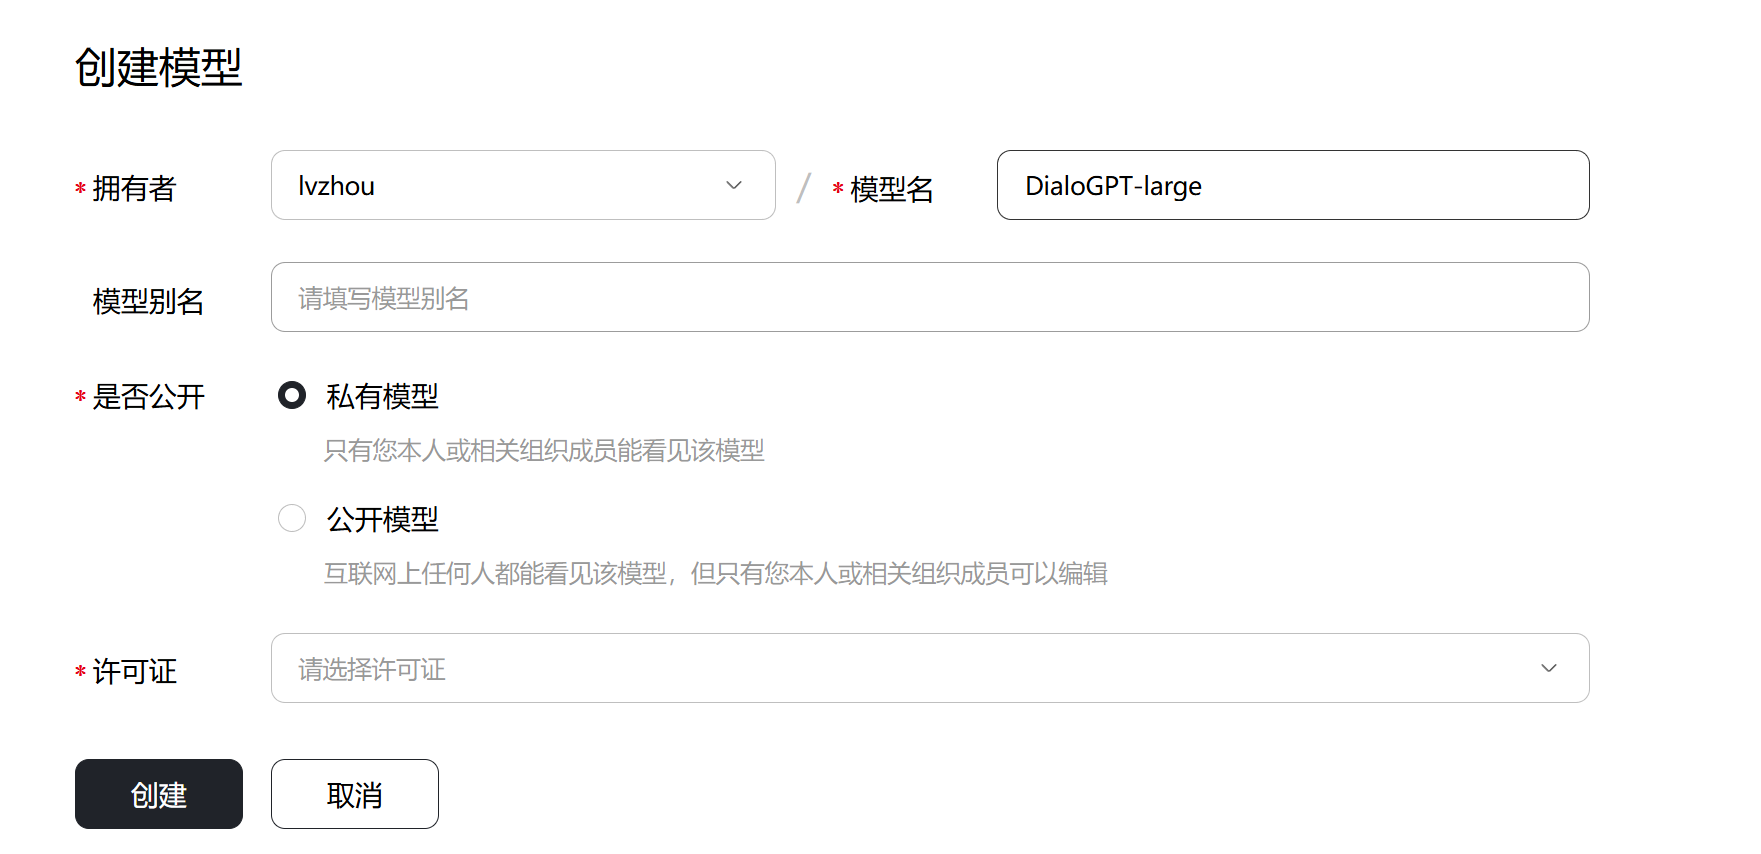 创建模型
* 拥有者 lvzhou / * 模型名 DialoGPT-large
模型别名 请填写模型别名
* 是否公开 私有模型
只有您本人或相关组织成员能看见该模型
公开模型
互联网上任何人都能看见该模型，但只有您本人或相关组织成员可以编辑
* 许可证 请选择许可证
创建 取消